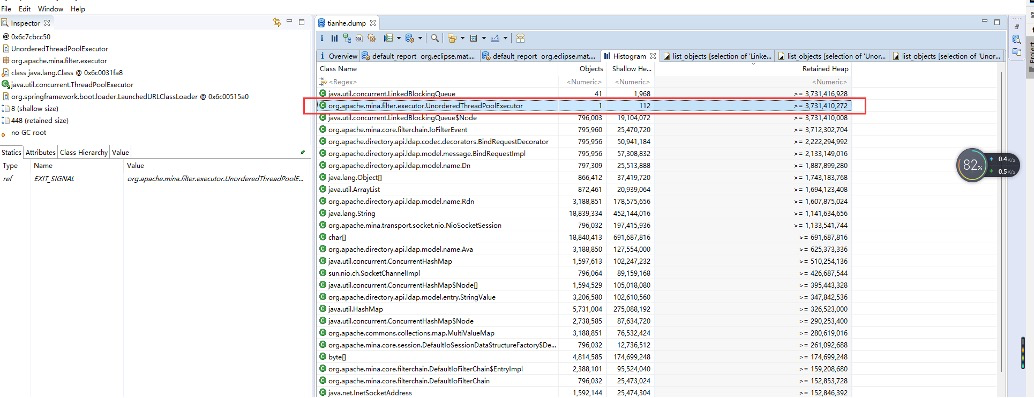 File Edit Window Help
Inspector
tianhe.dump
0x6c7cbcc50
UnorderedThreadPoolExecutor
org.apache.mina.filter.executor
class java.lang.Class @ 0x6c0031fa8
java.util.concurrent.ThreadPoolExecutor
org.springframework.boot.loader.LaunchedURLClassLoader @ 0x6c00515a0
8 (shallow size)
448 (retained size)
no GC root
Statics Attributes Class Hierarchy Value
Type Name Value
ref EXIT_SIGNAL org.apache.mina.filter.executor.UnorderedThreadPoolE...
Overview default_report org.eclipse.mat... default_report org.eclipse.mat... Histogram list_objects [selection of 'Linke... list_objects [selection of 'Unor... list_objects [selection of 'Unor...
Class Name Objects Shallow He... Retained Heap
<Regex> <Numeric> <Numeric> <Numeric>
java.util.concurrent.LinkedBlockingQueue 41 1,968 >= 3,731,416,928
org.apache.mina.filter.executor.UnorderedThreadPoolExecutor 1 112 >= 3,731,410,272
java.util.concurrent.LinkedBlockingQueue$Node 796,003 19,104,072 >= 3,731,410,008
org.apache.mina.core.filterchain.IoFilterEvent 795,960 25,470,720 >= 3,712,302,704
org.apache.directory.api.ldap.codec.decorators.BindRequestDecorator 795,956 50,941,184 >= 2,222,294,992
org.apache.directory.api.ldap.model.message.BindRequestImpl 795,956 57,308,832 >= 2,133,149,016
org.apache.directory.api.ldap.model.name.Dn 797,309 25,513,888 >= 1,887,899,280
java.lang.Object[] 866,412 37,419,720 >= 1,743,183,768
java.util.ArrayList 872,461 20,939,064 >= 1,694,123,408
org.apache.directory.api.ldap.model.name.Rdn 3,188,851 178,575,656 >= 1,607,875,024
java.lang.String 18,839,334 452,144,016 >= 1,141,634,656
org.apache.mina.transport.socket.nio.NioSocketSession 796,032 197,415,936 >= 1,133,541,744
char[] 18,840,413 691,687,816 >= 691,687,816
org.apache.directory.api.ldap.model.name.Ava 3,188,850 127,554,000 >= 625,373,336
java.util.concurrent.ConcurrentHashMap 1,597,613 102,247,232 >= 510,254,136
sun.nio.ch.SocketChannelImpl 796,064 89,159,168 >= 426,687,544
java.util.concurrent.ConcurrentHashMap$Node[] 1,594,529 105,018,080 >= 395,443,328
org.apache.directory.api.ldap.model.entry.StringValue 3,206,580 102,610,560 >= 347,842,536
java.util.HashMap 5,731,004 275,088,192 >= 326,523,000
java.util.concurrent.ConcurrentHashMap$Node 2,738,585 87,634,720 >= 290,253,400
org.apache.commons.collections.map.MultiValueMap 3,188,851 76,532,424 >= 280,619,016
org.apache.mina.core.session.DefaultIoSessionDataStructureFactory$De... 796,032 12,736,512 >= 261,092,688
byte[] 4,814,585 174,699,248 >= 174,699,248
org.apache.mina.core.filterchain.DefaultIoFilterChain$EntryImpl 2,388,101 95,524,040 >= 159,208,680
org.apache.mina.core.filterchain.DefaultIoFilterChain 796,032 25,473,024 >= 152,853,728
java.net.InetSocketAddress 1,592,144 25,474,304 >= 152,846,392
82%
0.4K/s
0.5K/s